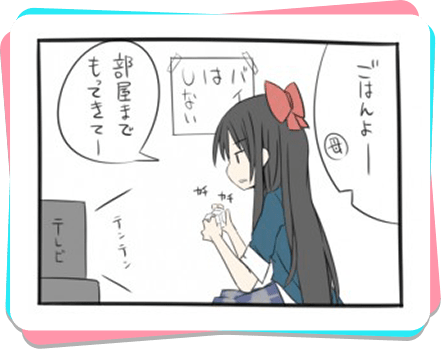 ごはんよー
母
バイトは
しない
部屋まで
もってきてー
カチ
カチ
テレビ
テンテン